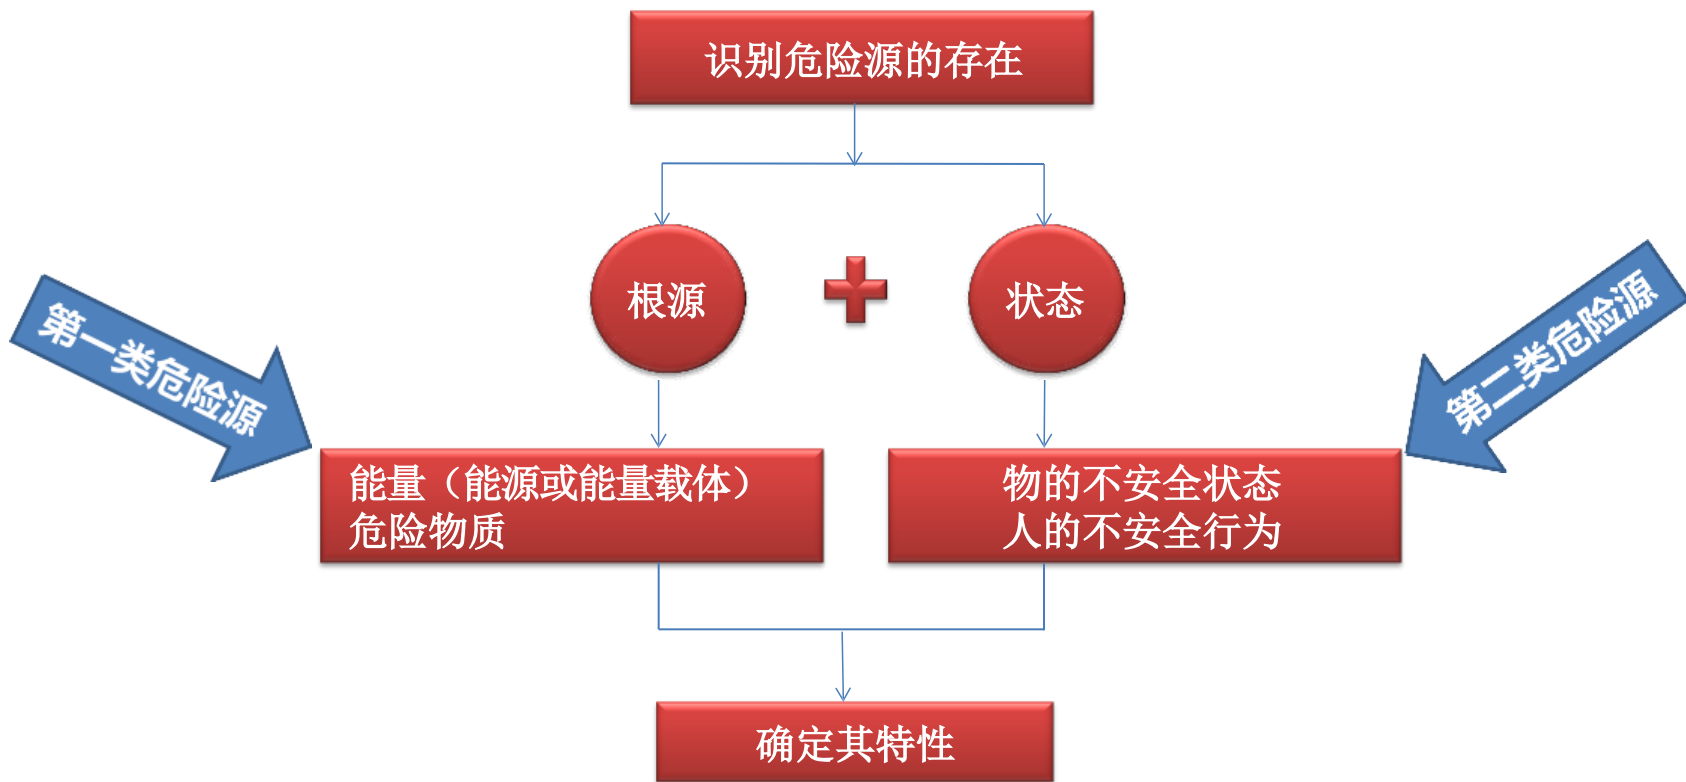 识别危险源的存在
根源
状态
第一类危险源
第二类危险源
能量（能源或能量载体）
危险物质
物的不安全状态
人的不安全行为
确定其特性